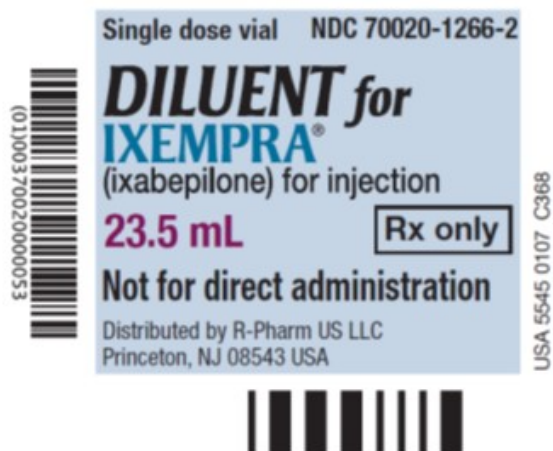 Single dose vial NDC 70020-1266-2
DILUENT for
IXEMPRA®
(ixabepilone) for injection
23.5 mL
Rx only
Not for direct administration
Distributed by R-Pharm US LLC
Princeton, NJ 08543 USA
(01)00370020000053
USA 5545 0107 C368